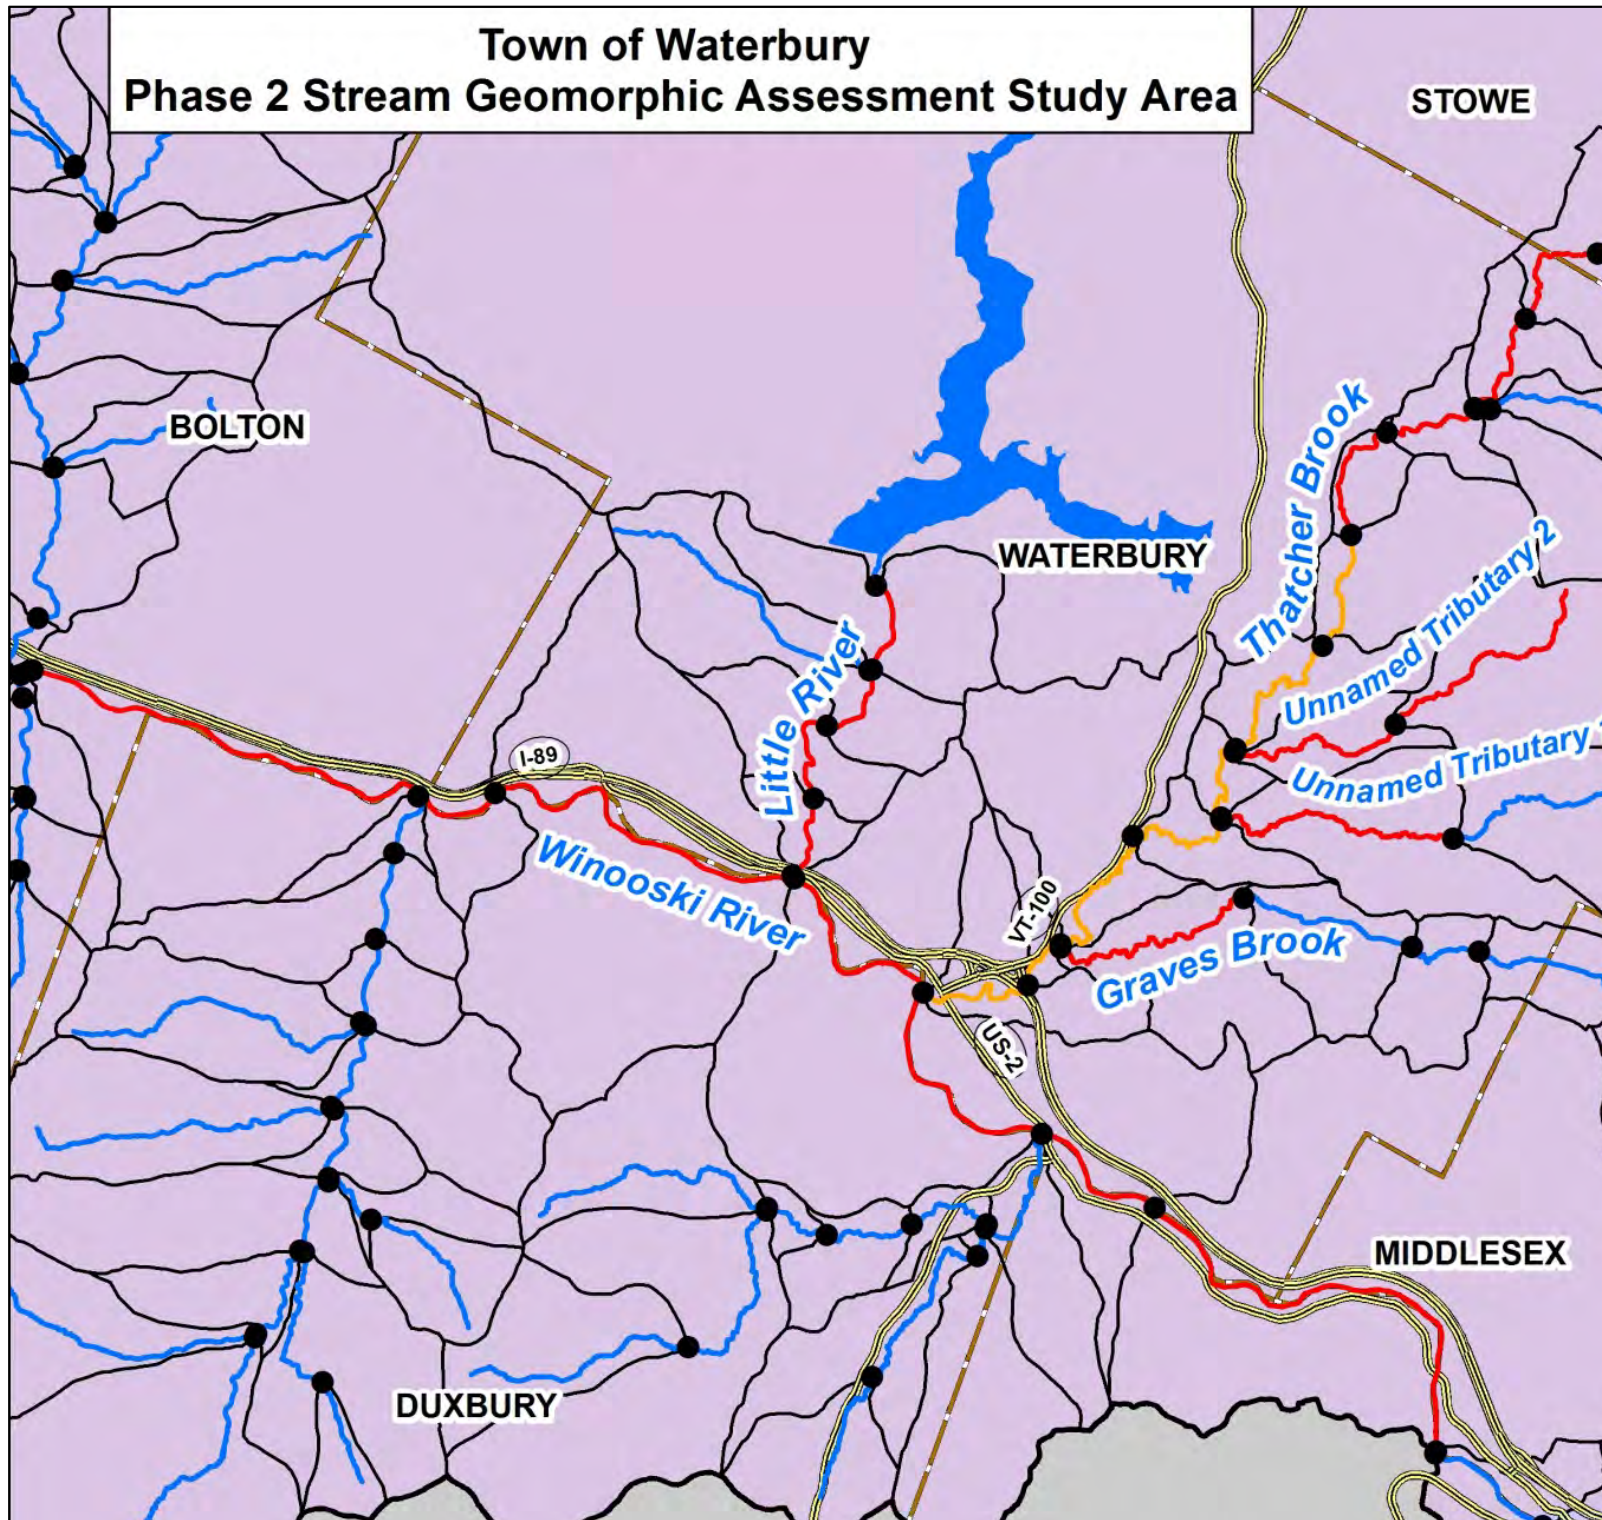 Town of Waterbury
Phase 2 Stream Geomorphic Assessment Study Area
STOWE
BOLTON
Thatcher Brook
WATERBURY
Unnamed Tributary 2
Little River
I-89
Unnamed Tributary
Winooski River
VT-100
Graves Brook
US-2
MIDDLESEX
DUXBURY